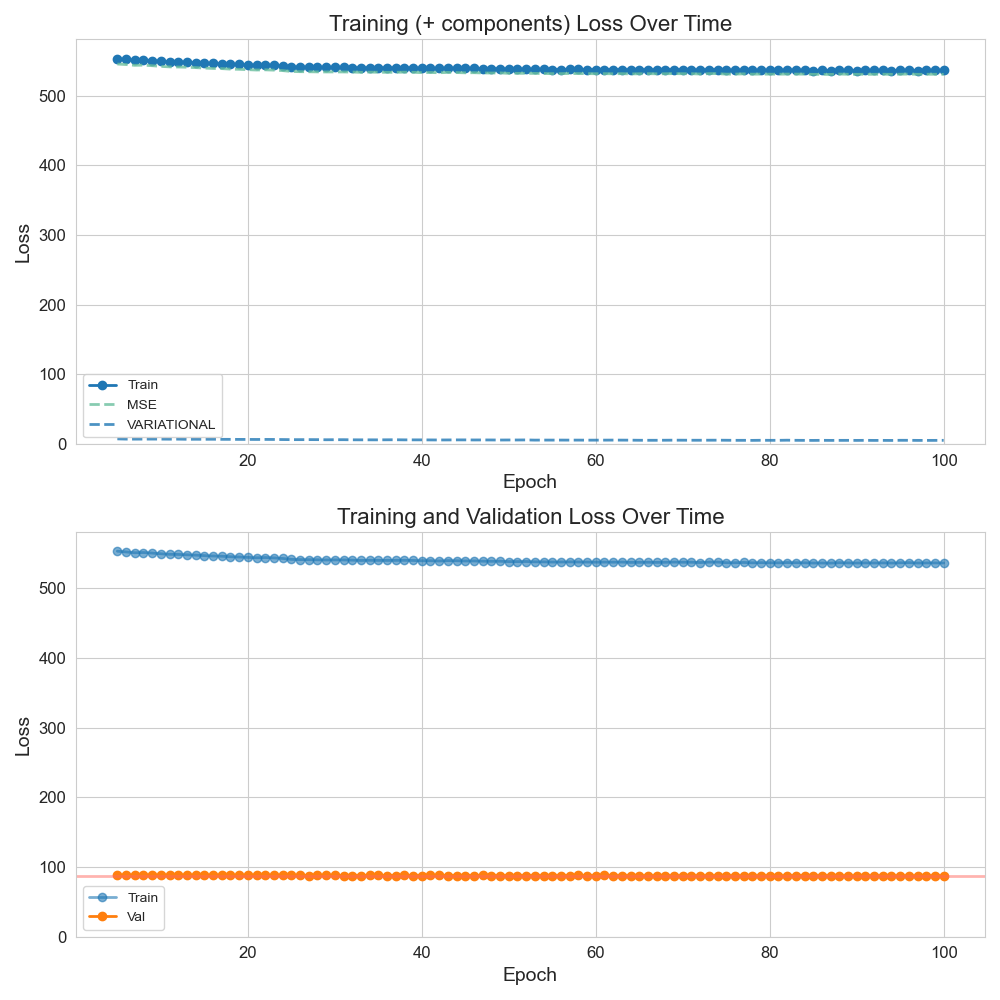 Training (+ components) Loss Over Time
500
400
300
200
100
0
Loss
Train
MSE
VARIATIONAL
20 40 60 80 100
Epoch
Training and Validation Loss Over Time
500
400
300
200
100
0
Loss
Train
Val
20 40 60 80 100
Epoch